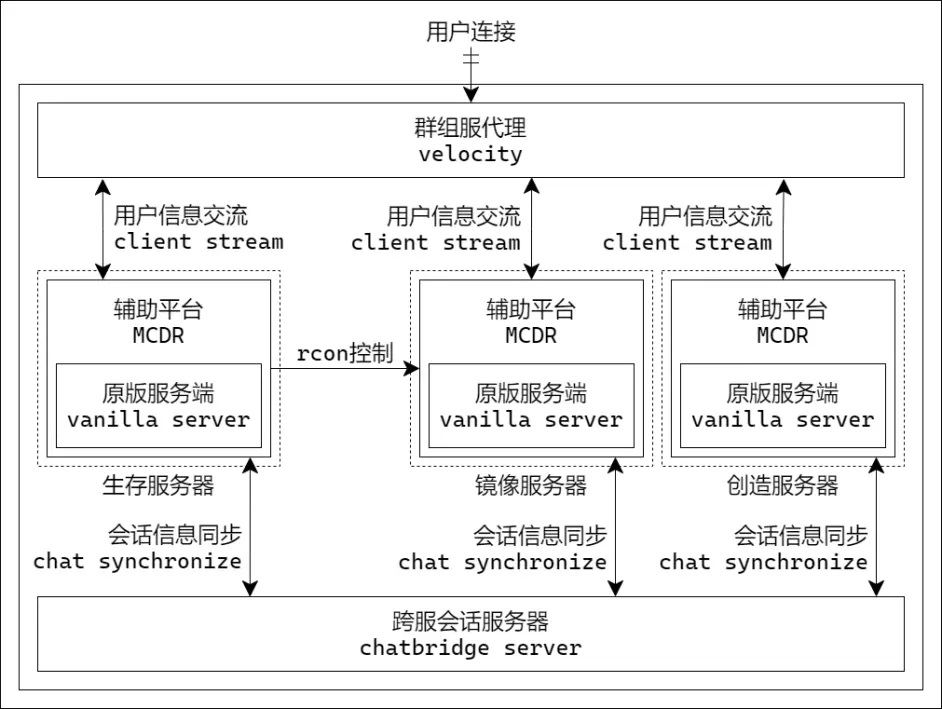 用户连接
群组服代理
velocity
用户信息交流
client stream
用户信息交流
client stream
用户信息交流
client stream
辅助平台
MCDR
原版服务端
vanilla server
生存服务器
rcon控制
辅助平台
MCDR
原版服务端
vanilla server
镜像服务器
辅助平台
MCDR
原版服务端
vanilla server
创造服务器
会话信息同步
chat synchronize
会话信息同步
chat synchronize
会话信息同步
chat synchronize
跨服会话服务器
chatbridge server